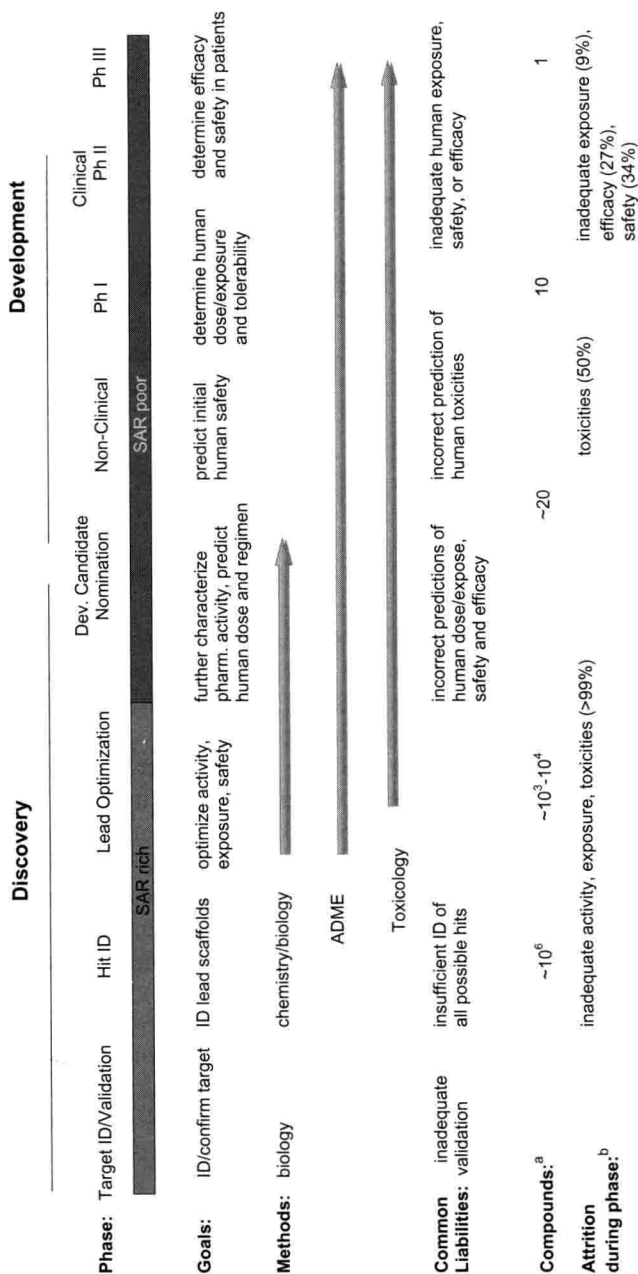 Discovery
Development
Phase: Target ID/Validation Hit ID Lead Optimization Dev. Candidate
Nomination Non-Clinical Ph I Clinical
Ph II Ph III
SAR rich SAR poor
Goals: ID/confirm target ID lead scaffolds optimize activity,
exposure, safety
further characterize
pharm. activity, predict
human dose and regimen
predict initial
human safety
determine human
dose/exposure
and tolerability
determine efficacy
and safety in patients
Methods: biology chemistry/biology
ADME
Toxicology
Common
Liabilities:
inadequate
validation
insufficient ID of
all possible hits
incorrect predictions of
human dose/expose,
safety and efficacy
incorrect prediction of
human toxicities
inadequate human exposure,
safety, or efficacy
Compounds:ᵃ ~10⁶ ~10³-10⁴ ~20 10 1
Attrition
during phase:ᵇ
inadequate activity, exposure, toxicities (>99%)
toxicities (50%)
inadequate exposure (9%),
efficacy (27%),
safety (34%)